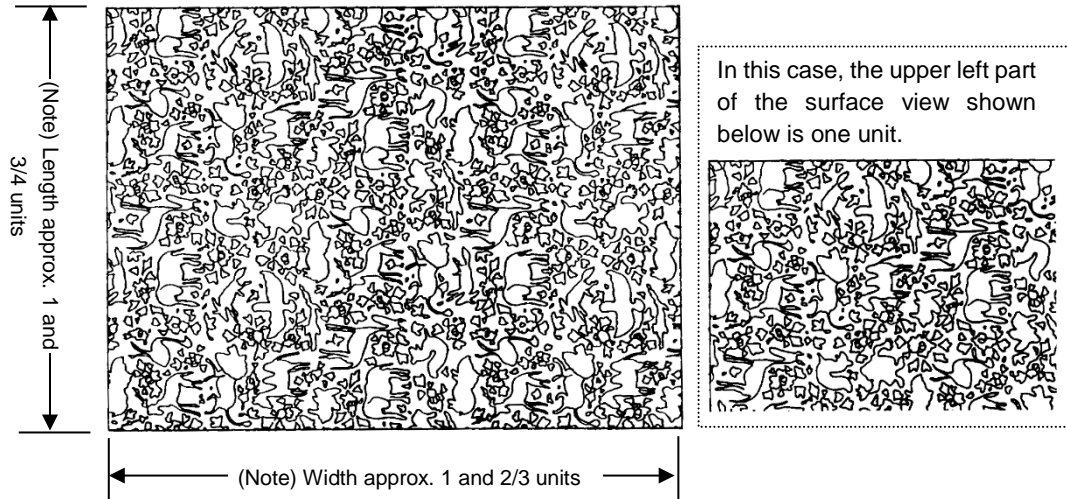 (Note) Length approx. 1 and
3/4 units
In this case, the upper left part
of the surface view shown
below is one unit.
(Note) Width approx. 1 and 2/3 units